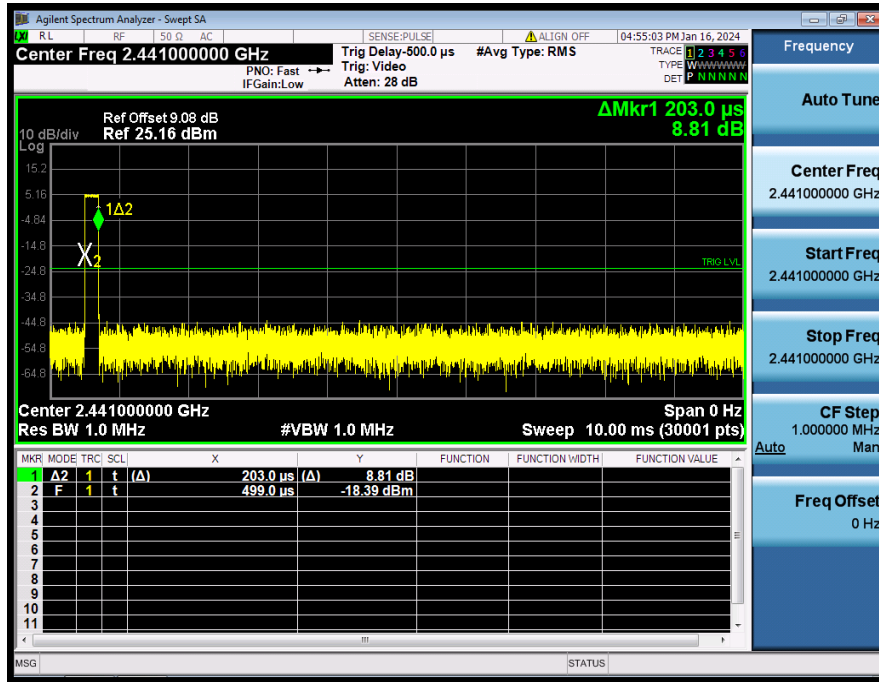 Agilent Spectrum Analyzer - Swept SA
LXI RL RF 50 Ω AC SENSE:PULSE ALIGN OFF 04:55:03 PM Jan 16, 2024
Center Freq 2.441000000 GHz
PNO: Fast
IFGain:Low
Trig Delay-500.0 µs
Trig: Video
Atten: 28 dB
#Avg Type: RMS
TRACE 1 2 3 4 5 6
TYPE WWWWWW
DET P N N N N N
Ref Offset 9.08 dB
10 dB/div Ref 25.16 dBm
Log
ΔMkr1 203.0 µs
8.81 dB
15.2
5.16
-4.84
-14.8
-24.8
-34.8
-44.8
-54.8
-64.8
1Δ2
X2
TRIG LVL
Center 2.441000000 GHz Span 0 Hz
Res BW 1.0 MHz #VBW 1.0 MHz Sweep 10.00 ms (30001 pts)
MKR MODE TRC SCL X Y FUNCTION FUNCTION WIDTH FUNCTION VALUE
1 Δ2 1 t (Δ) 203.0 µs (Δ) 8.81 dB
2 F 1 t 499.0 µs -18.39 dBm
3
4
5
6
7
8
9
10
11
MSG STATUS
Frequency
Auto Tune
Center Freq
2.441000000 GHz
Start Freq
2.441000000 GHz
Stop Freq
2.441000000 GHz
CF Step
1.000000 MHz
Auto Man
Freq Offset
0 Hz